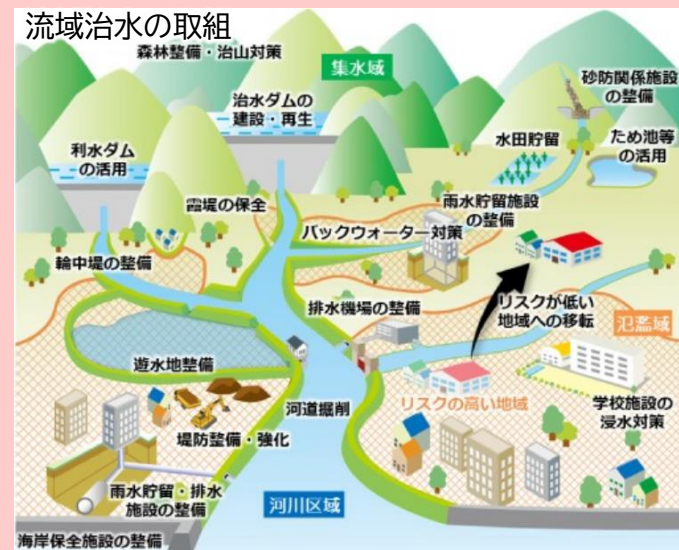 流域治水の取組
森林整備・治山対策
集水域
砂防関係施設
の整備
治水ダムの
建設・再生
水田貯留
ため池等
の活用
利水ダム
の活用
霞堤の保全
雨水貯留施設
の整備
バックウォーター対策
輪中堤の整備
排水機場の整備
リスクが低い
地域への移転
氾濫域
遊水地整備
リスクの高い地域
学校施設の
浸水対策
河道掘削
堤防整備・強化
雨水貯留・排水
施設の整備
河川区域
海岸保全施設の整備